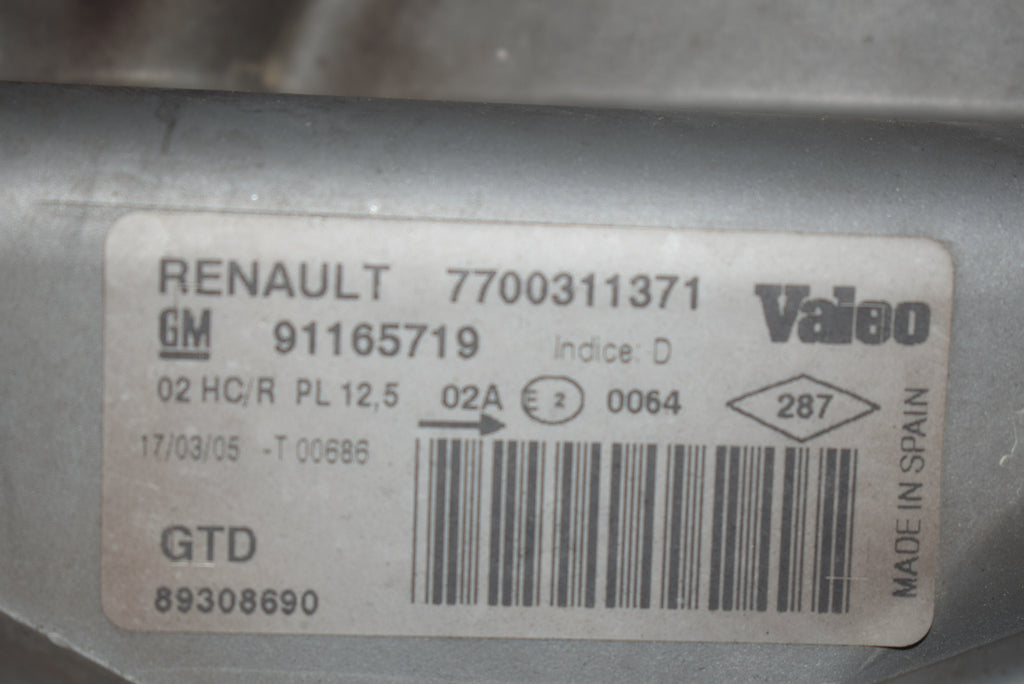 RENAULT 7700311371
Valeo
GM 91165719 Indice: D
02 HC/R PL 12,5 02A E 2 0064 287
17/03/05 -T 00686
GTD
89308690
MADE IN SPAIN